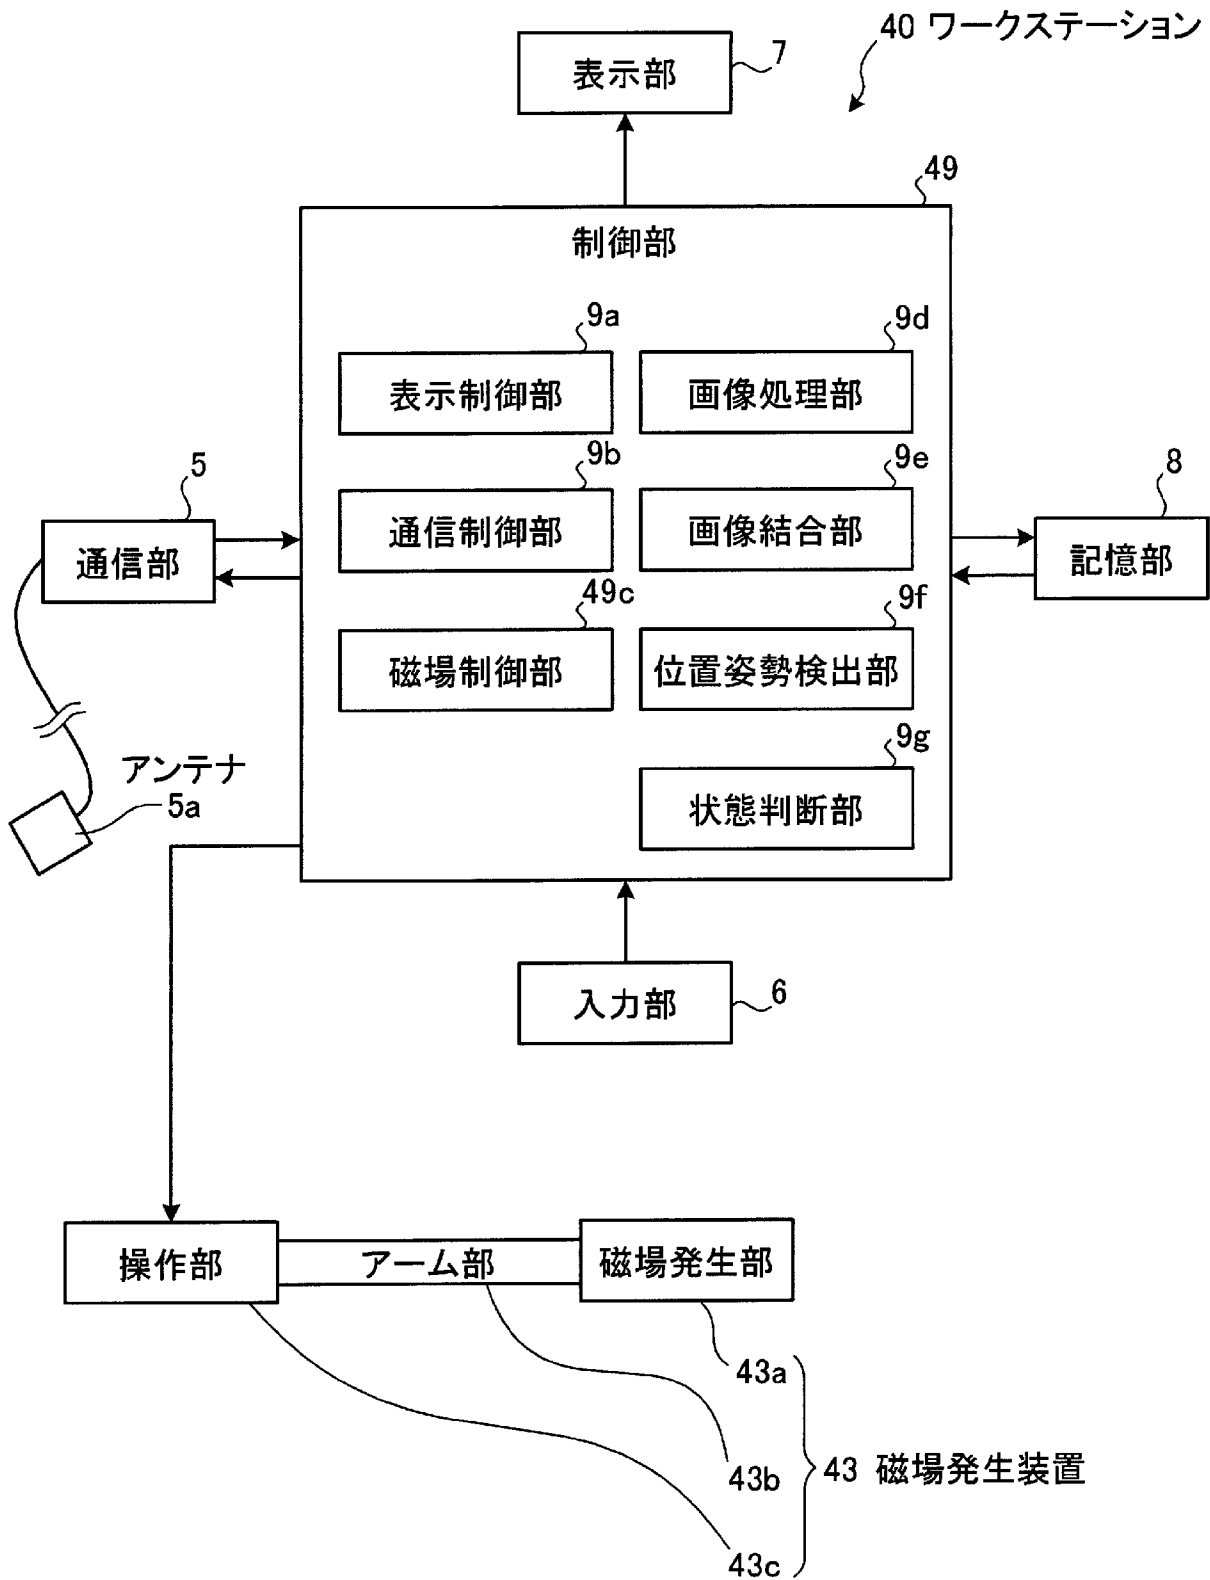 40 ワークステーション
7
表示部
49
制御部
9a
9d
表示制御部
画像処理部
9b
9e
5
8
通信制御部
画像結合部
通信部
記憶部
49c
9f
磁場制御部
位置姿勢検出部
9g
アンテナ
5a
状態判断部
6
入力部
操作部
アーム部
磁場発生部
43a
43b
43 磁場発生装置
43c